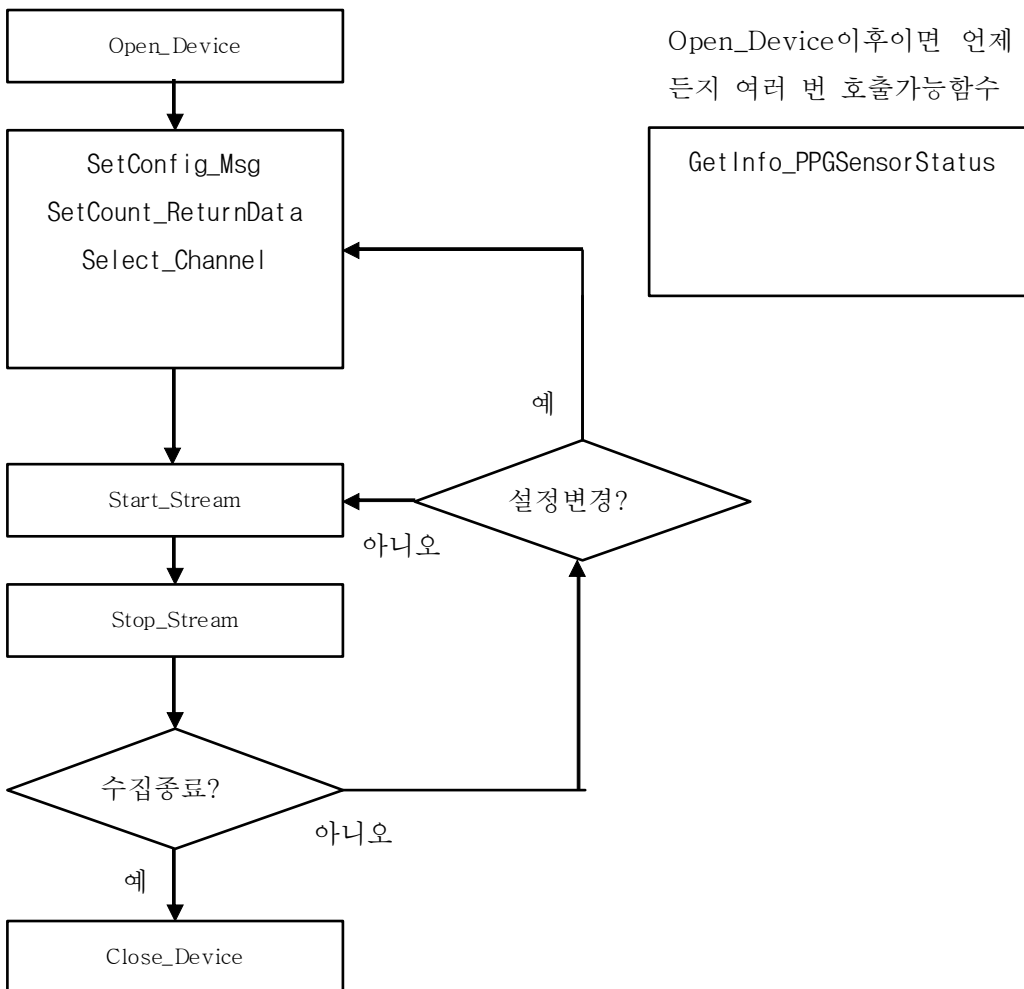 Open_Device
Open_Device이후이면 언제
든지 여러 번 호출가능함수
SetConfig_Msg
SetCount_ReturnData
Select_Channel
GetInfo_PPGSensorStatus
예
Start_Stream
설정변경?
아니오
Stop_Stream
수집종료?
아니오
예
Close_Device